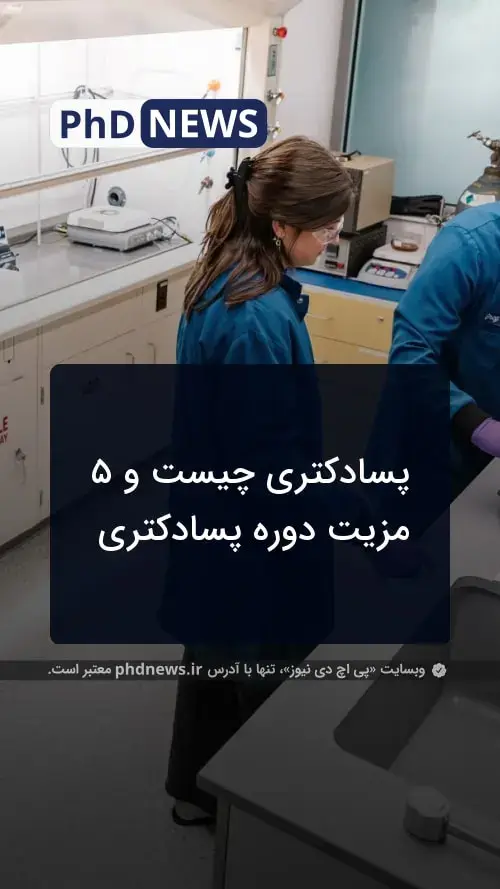 PhD NEWS
پسادکتری چیست و ۵
مزیت دوره پسادکتری
وبسایت «پی اچ دی نیوز»، تنها با آدرس phdnews.ir معتبر است.